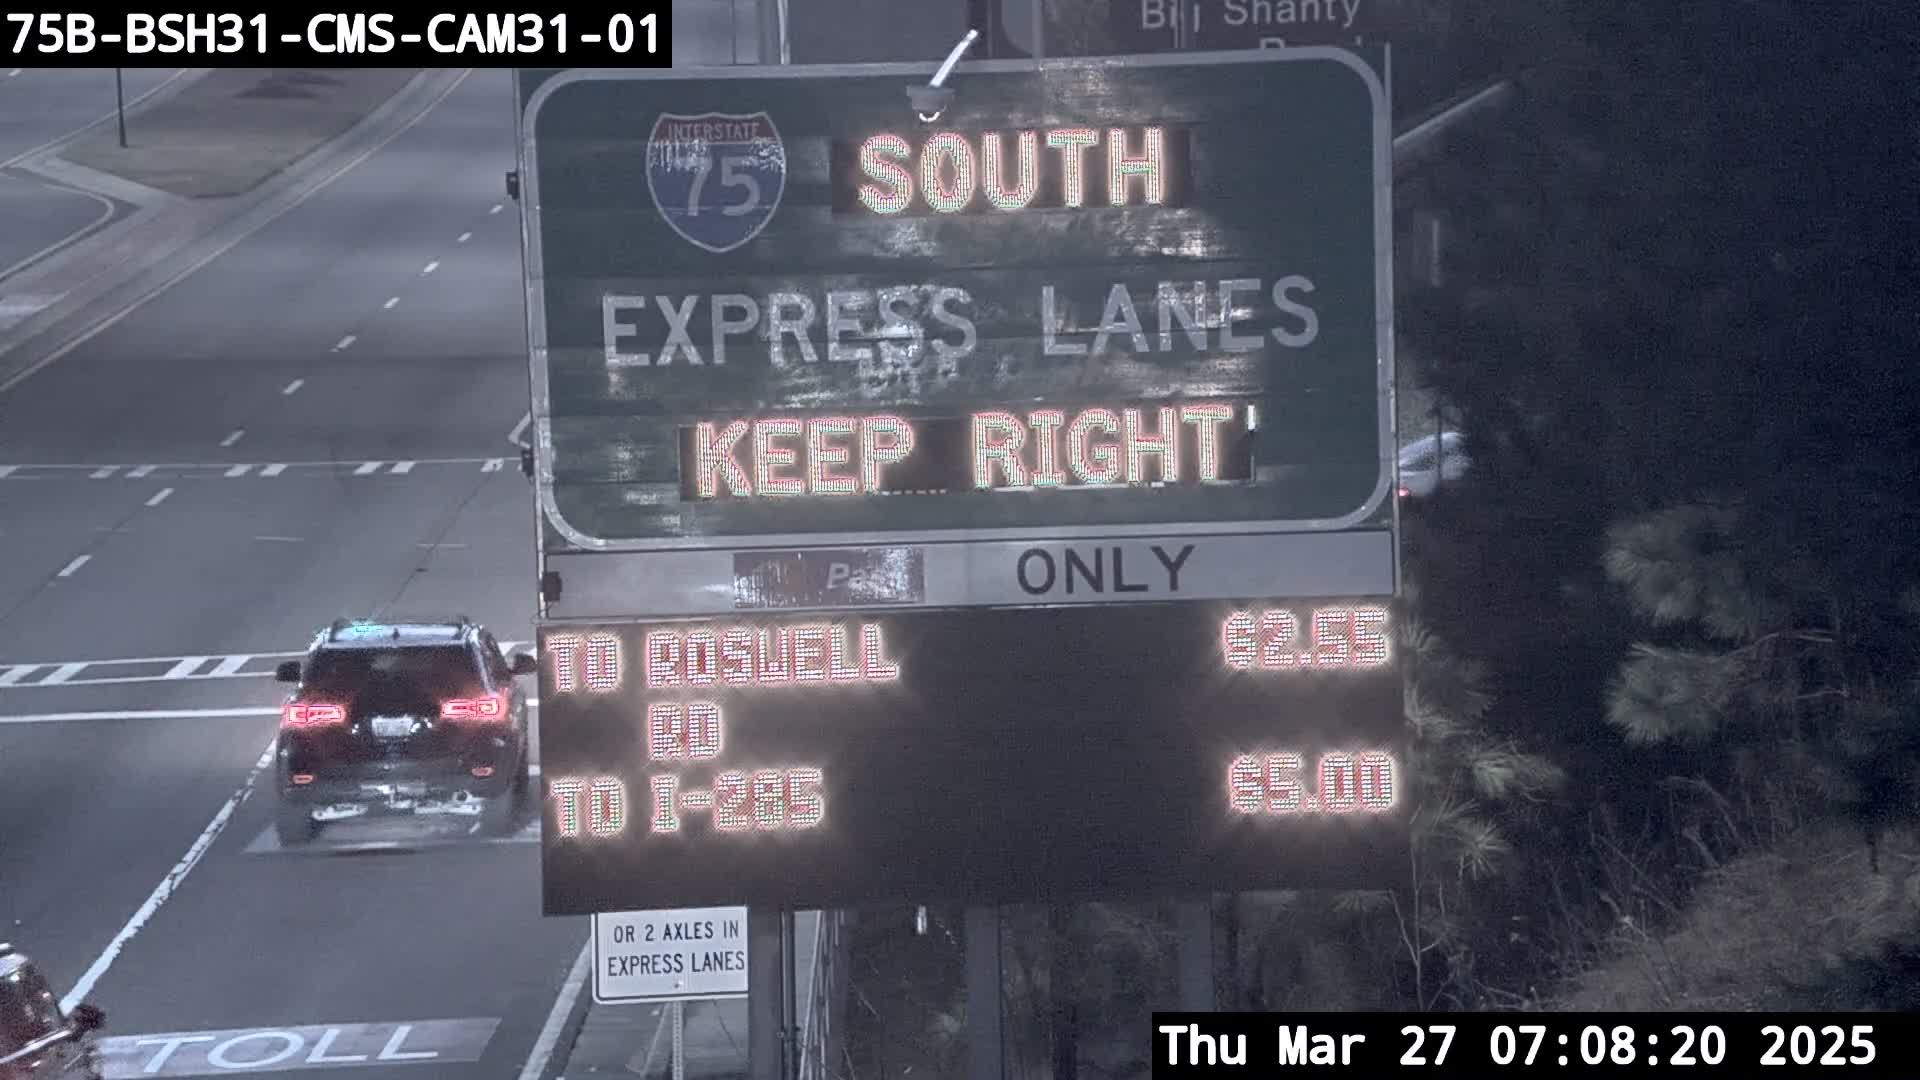 75B-BSH31-CMS-CAM31-01
Shanty
INTERSTATE
75
SOUTH
EXPRESS LANES
KEEP RIGHT
ONLY
TO ROSWELL $2.55
RD
TO I-285 $5.00
OR 2 AXLES IN
EXPRESS LANES
TOLL
Thu Mar 27 07:08:20 2025